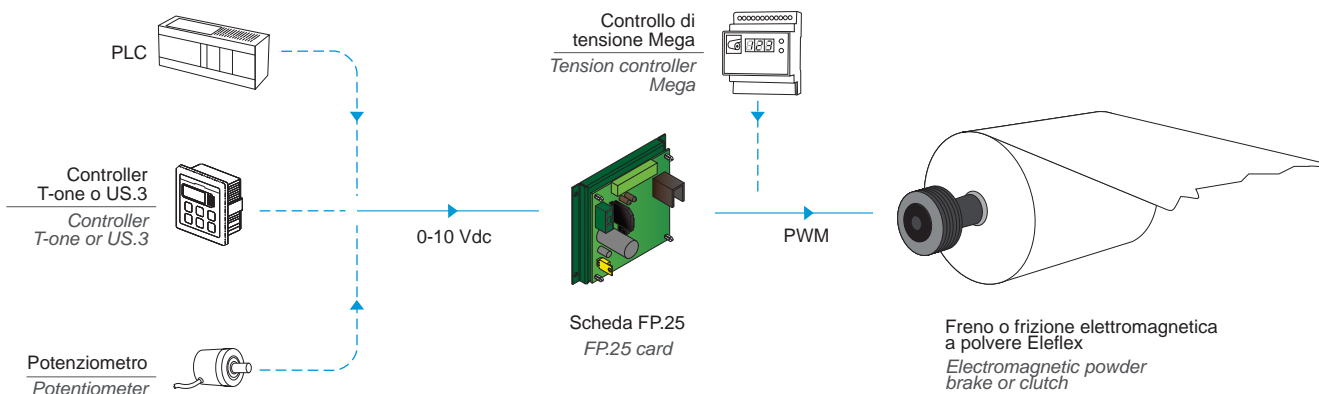 PLC
Controller
T-one o US.3
Controller
T-one or US.3
Potenziometro
Potentiometer
0-10 Vdc
Controllo di
tensione Mega
Tension controller
Mega
123
Scheda FP.25
FP.25 card
PWM
Freno o frizione elettromagnetica
a polvere Eleflex
Electromagnetic powder
brake or clutch